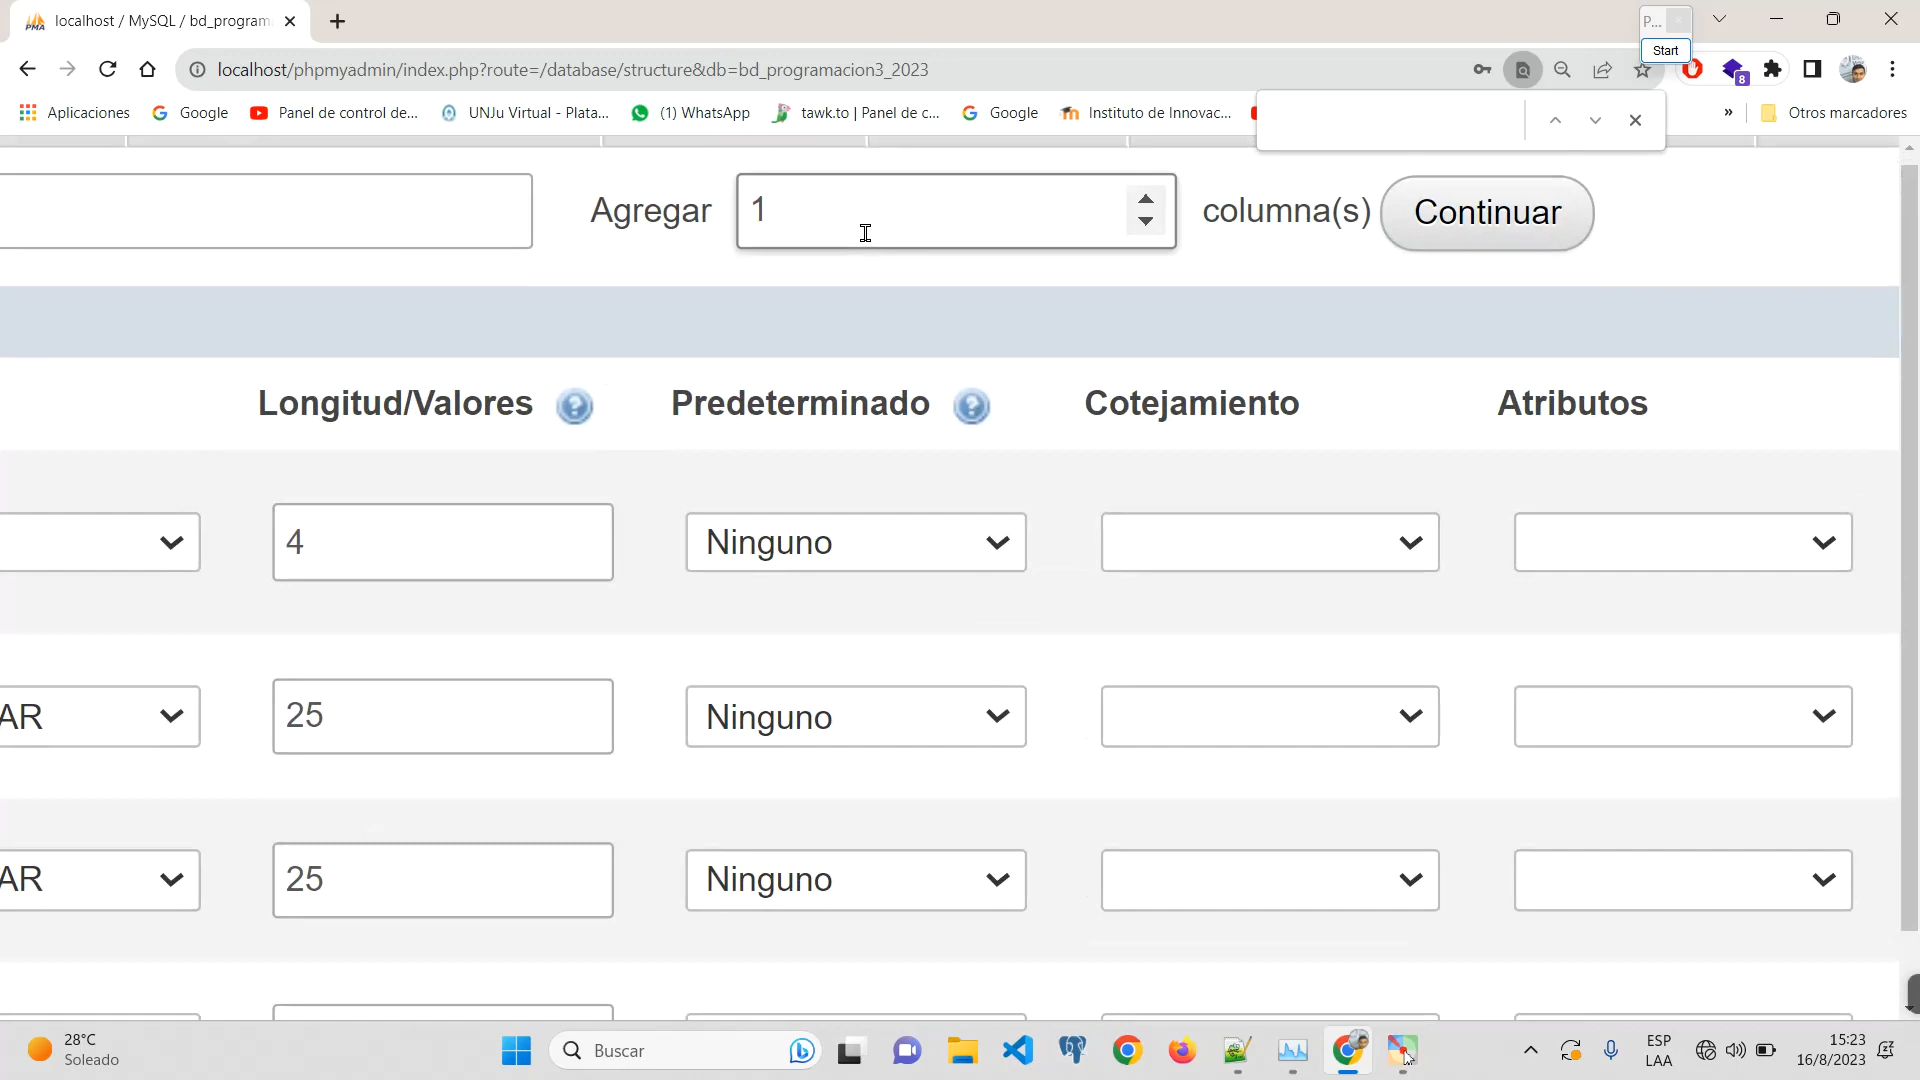 PMA
localhost / MySQL / bd_program
P...
Start
localhost/phpmyadmin/index.php?route=/database/structure&db=bd_programacion3_2023
8
Aplicaciones
Google
Panel de control de...
UNJu Virtual - Plata...
(1) WhatsApp
tawk.to | Panel de c...
Google
Instituto de Innovac...
»
Otros marcadores
Agregar
1
columna(s)
Continuar
Longitud/Valores
Predeterminado
Cotejamiento
Atributos
4
Ninguno
AR
25
Ninguno
AR
25
Ninguno
28°C
Soleado
Buscar
ESP
LAA
15:23
16/8/2023